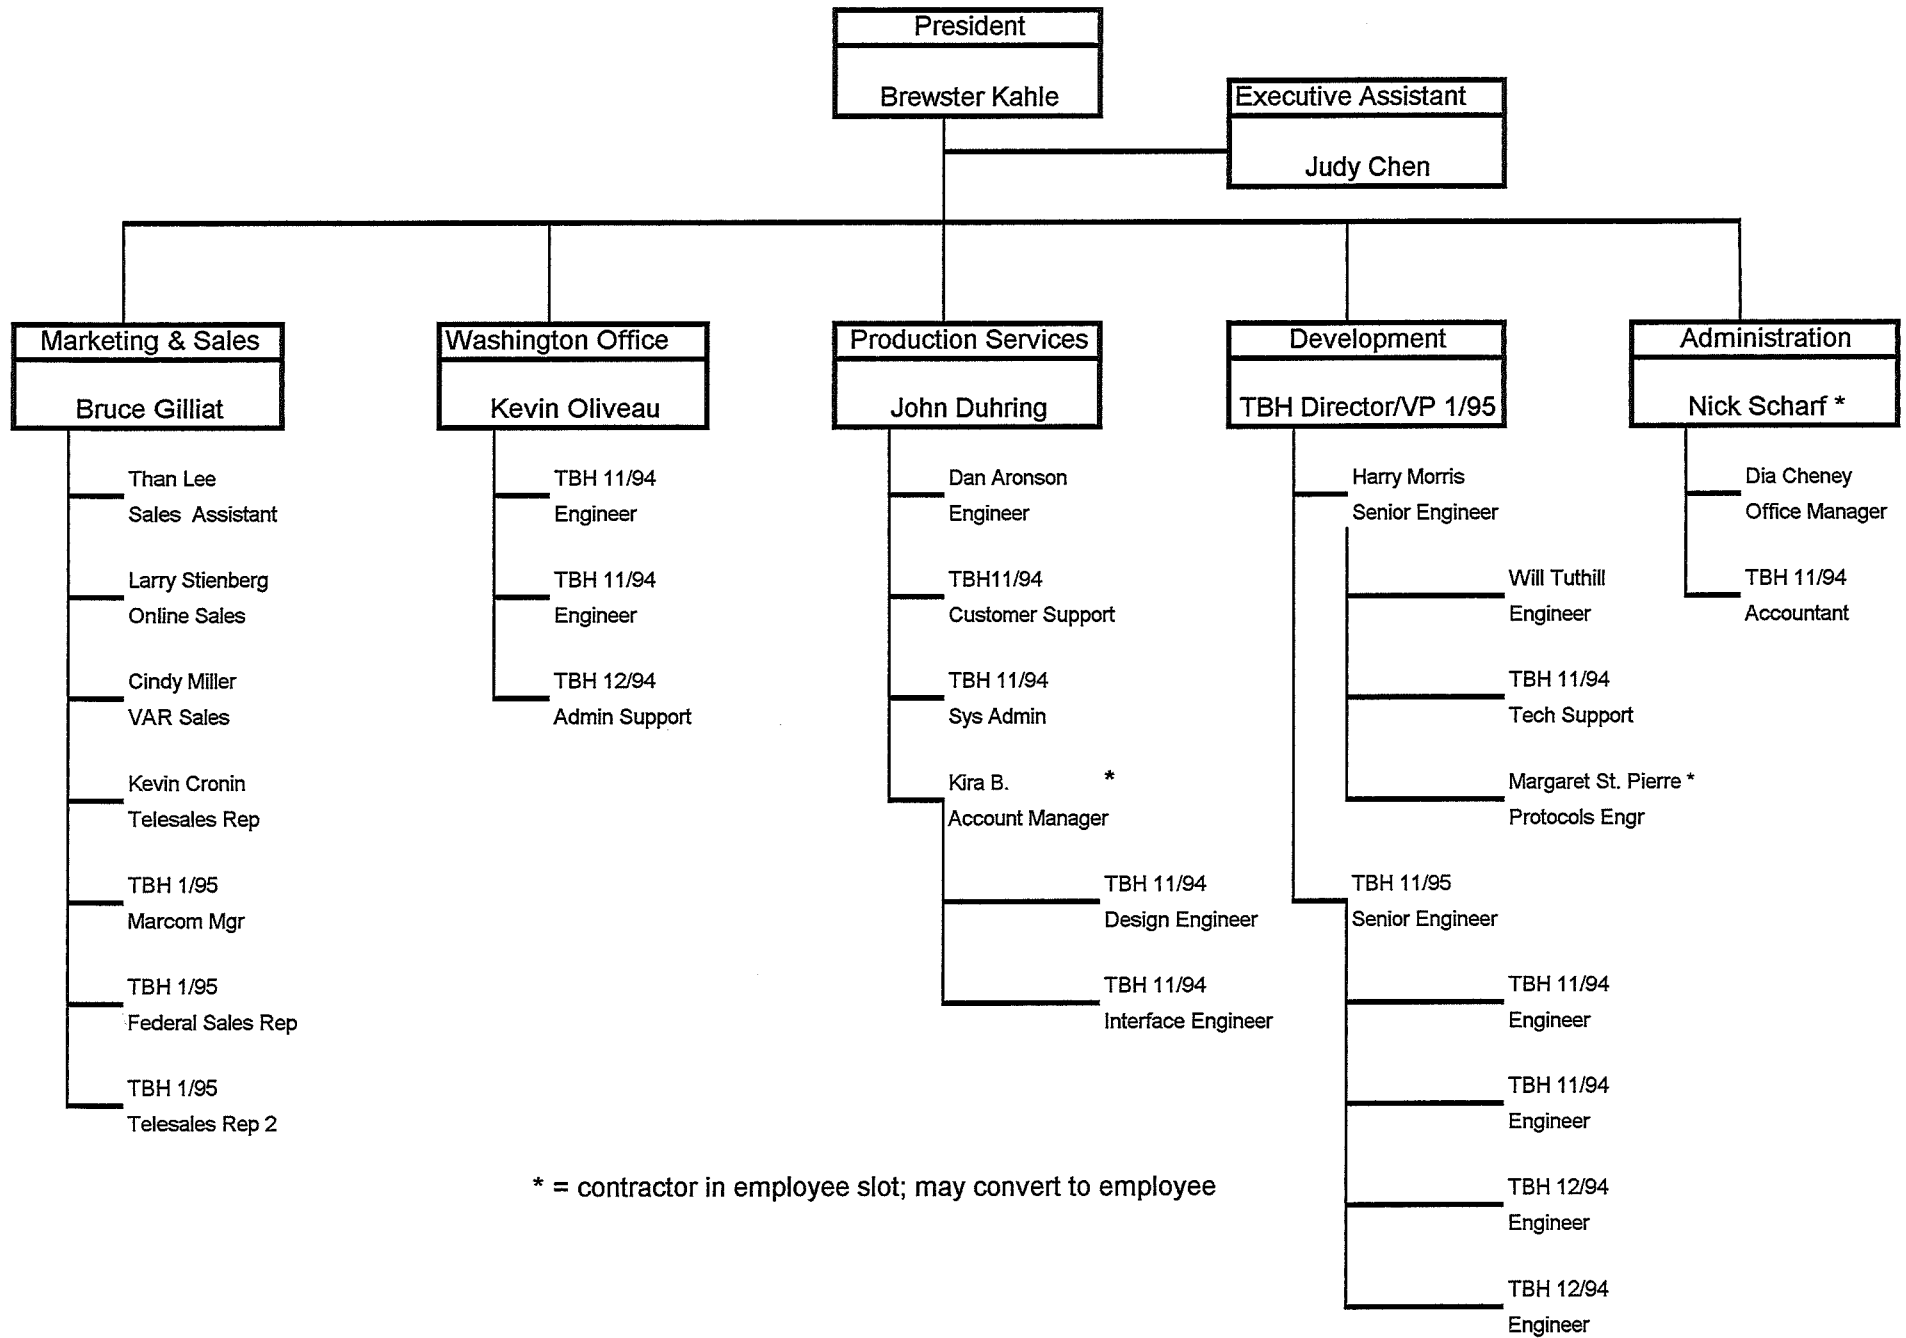 President
Brewster Kahle
Executive Assistant
Judy Chen
Marketing & Sales
Bruce Gilliat
Than Lee
Sales Assistant
Larry Stienberg
Online Sales
Cindy Miller
VAR Sales
Kevin Cronin
Telesales Rep
TBH 1/95
Marcom Mgr
TBH 1/95
Federal Sales Rep
TBH 1/95
Telesales Rep 2
Washington Office
Kevin Oliveau
TBH 11/94
Engineer
TBH 11/94
Engineer
TBH 12/94
Admin Support
Production Services
John Duhring
Dan Aronson
Engineer
TBH11/94
Customer Support
TBH 11/94
Sys Admin
Kira B. *
Account Manager
TBH 11/94
Design Engineer
TBH 11/94
Interface Engineer
Development
TBH Director/VP 1/95
Harry Morris
Senior Engineer
Will Tuthill
Engineer
TBH 11/94
Tech Support
Margaret St. Pierre *
Protocols Engr
TBH 11/95
Senior Engineer
TBH 11/94
Engineer
TBH 11/94
Engineer
TBH 12/94
Engineer
TBH 12/94
Engineer
Administration
Nick Scharf *
Dia Cheney
Office Manager
TBH 11/94
Accountant
* = contractor in employee slot; may convert to employee